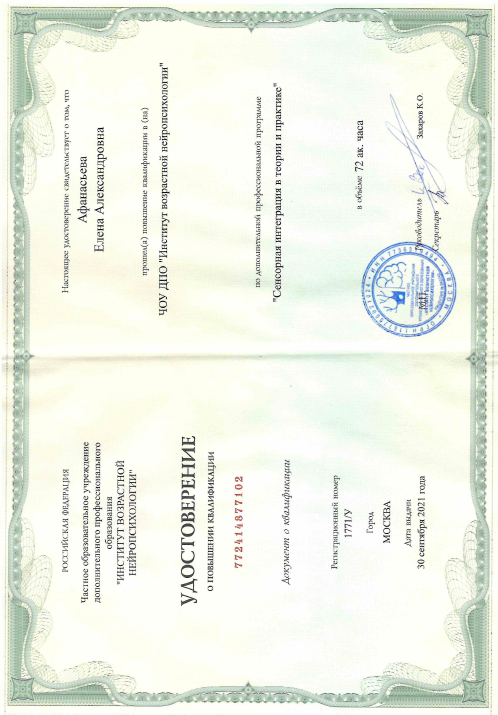 РОССИЙСКАЯ ФЕДЕРАЦИЯ
Частное образовательное учреждение
дополнительного профессионального
образования
"ИНСТИТУТ ВОЗРАСТНОЙ
НЕЙРОПСИХОЛОГИИ"
УДОСТОВЕРЕНИЕ
О ПОВЫШЕНИИ КВАЛИФИКАЦИИ
772414877102
Документ о квалификации
Регистрационный номер
1771/У
Город
МОСКВА
Дата выдачи
30 сентября 2021 года
Настоящее удостоверение свидетельствует о том, что
Афанасьева
Елена Александровна
прошел(а) повышение квалификации в (на)
ЧОУ ДПО "Институт возрастной нейропсихологии"
по дополнительной профессиональной программе
"Сенсорная интеграция в теории и практике"
в объёме 72 ак. часа
Руководитель Захаров К.О.
Секретарь
М.П.
МОСКВА